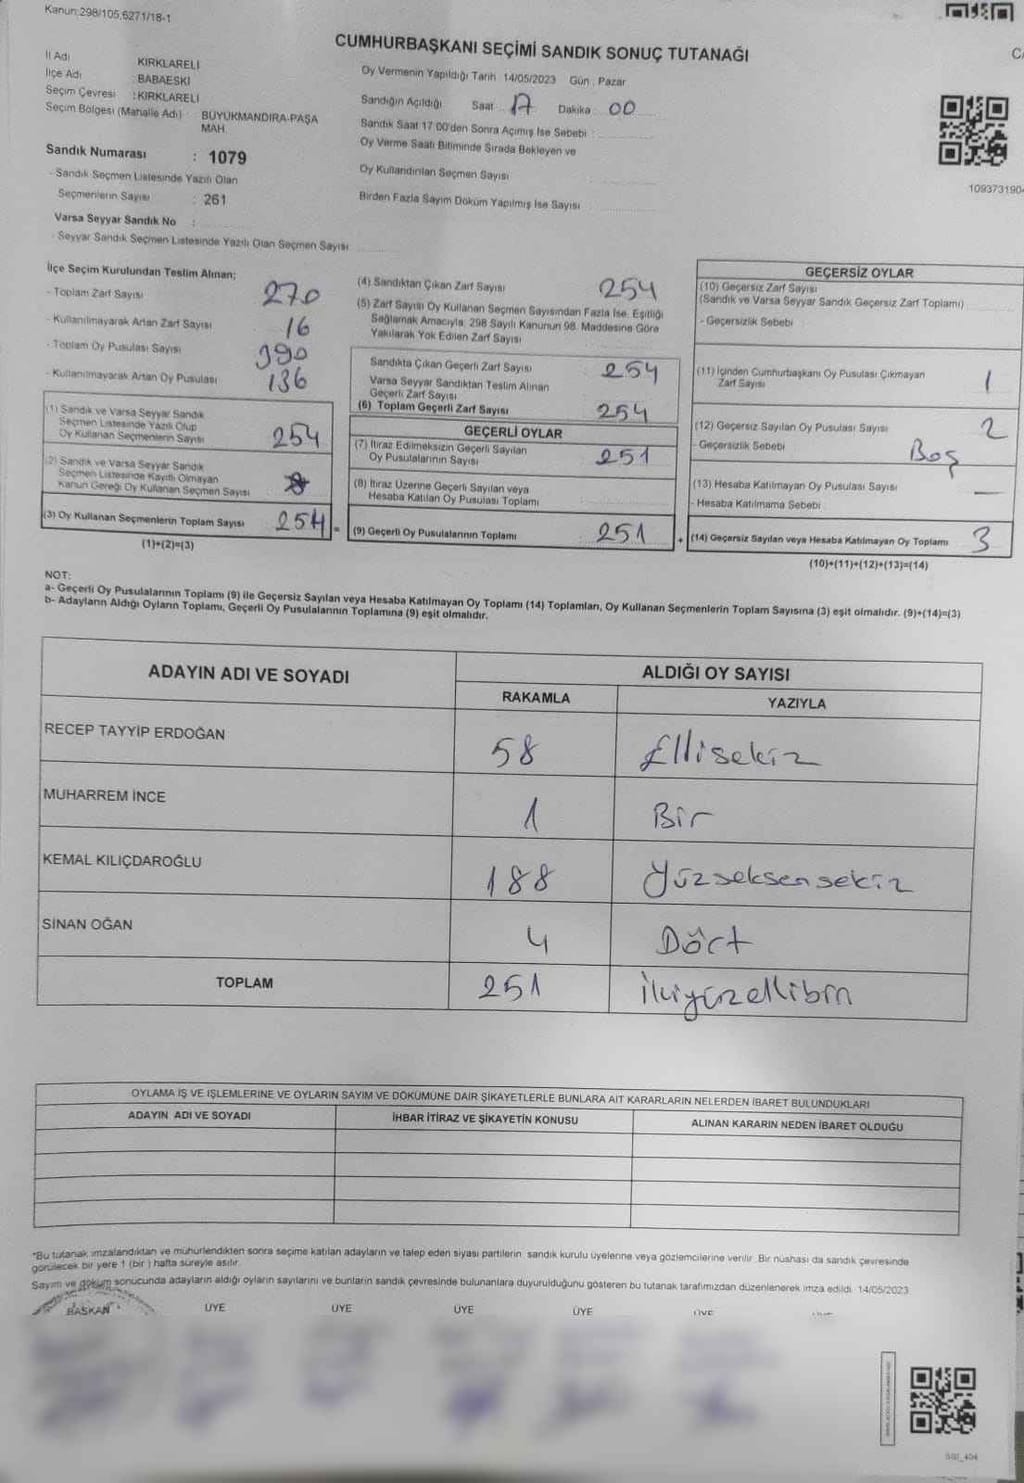 Kanun:298/105,6271/18-1
CUMHURBAŞKANI SEÇİMİ SANDIK SONUÇ TUTANAĞI
İl Adı KIRKLARELİ
İlçe Adı BABAESKİ
Seçim Çevresi : KIRKLARELİ
Seçim Bölgesi (Mahalle Adı) BÜYÜKMANDIRA-PAŞA MAH.
Sandık Numarası : 1079
- Sandık Seçmen Listesinde Yazılı Olan
Seçmenlerin Sayısı : 261
Varsa Seyyar Sandık No :
- Seyyar Sandık Seçmen Listesinde Yazılı Olan Seçmen Sayısı
Oy Vermenin Yapıldığı Tarih 14/05/2023 Gün : Pazar
Sandığın Açıldığı Saat 17 Dakika 00
Sandık Saat 17.00'den Sonra Açılmış İse Sebebi :
Oy Verme Saati Bitiminde Sırada Bekleyen ve
Oy Kullandırılan Seçmen Sayısı
Birden Fazla Sayım Döküm Yapılmış İse Sayısı
109373190
İlçe Seçim Kurulundan Teslim Alınan;
- Toplam Zarf Sayısı 270
- Kullanılmayarak Artan Zarf Sayısı 16
- Toplam Oy Pusulası Sayısı 390
- Kullanılmayarak Artan Oy Pusulası 136
(1) Sandık ve Varsa Seyyar Sandık
Seçmen Listesinde Yazılı Olup
Oy Kullanan Seçmenlerin Sayısı 254
(2) Sandık ve Varsa Seyyar Sandık
Seçmen Listesinde Kayıtlı Olmayan
Kanun Gereği Oy Kullanan Seçmen Sayısı
(3) Oy Kullanan Seçmenlerin Toplam Sayısı 254 =
(1)+(2)=(3)
(4) Sandıktan Çıkan Zarf Sayısı 254
(5) Zarf Sayısı Oy Kullanan Seçmen Sayısından Fazla İse, Eşitliği
Sağlamak Amacıyla, 298 Sayılı Kanunun 98. Maddesine Göre
Yakılarak Yok Edilen Zarf Sayısı
Sandıkta Çıkan Geçerli Zarf Sayısı 254
Varsa Seyyar Sandıktan Teslim Alınan
Geçerli Zarf Sayısı
(6) Toplam Geçerli Zarf Sayısı 254
GEÇERLİ OYLAR
(7) İtiraz Edilmeksizin Geçerli Sayılan
Oy Pusulalarının Sayısı 251
(8) İtiraz Üzerine Geçerli Sayılan veya
Hesaba Katılan Oy Pusulası Toplamı
(9) Geçerli Oy Pusulalarının Toplamı 251 +
GEÇERSİZ OYLAR
(10) Geçersiz Zarf Sayısı
(Sandık ve Varsa Seyyar Sandık Geçersiz Zarf Toplamı)
- Geçersizlik Sebebi
(11) İçinden Cumhurbaşkanı Oy Pusulası Çıkmayan
Zarf Sayısı 1
(12) Geçersiz Sayılan Oy Pusulası Sayısı 2
- Geçersizlik Sebebi Boş
(13) Hesaba Katılmayan Oy Pusulası Sayısı —
- Hesaba Katılmama Sebebi
(14) Geçersiz Sayılan veya Hesaba Katılmayan Oy Toplamı 3
(10)+(11)+(12)+(13)=(14)
NOT:
a- Geçerli Oy Pusulalarının Toplamı (9) ile Geçersiz Sayılan veya Hesaba Katılmayan Oy Toplamı (14) Toplamları, Oy Kullanan Seçmenlerin Toplam Sayısına (3) eşit olmalıdır. (9)+(14)=(3)
b- Adayların Aldığı Oyların Toplamı, Geçerli Oy Pusulalarının Toplamına (9) eşit olmalıdır.
ADAYIN ADI VE SOYADI ALDIĞI OY SAYISI
RAKAMLA YAZIYLA
RECEP TAYYİP ERDOĞAN 58 Ellisekiz
MUHARREM İNCE 1 Bir
KEMAL KILIÇDAROĞLU 188 Yüzseksensekiz
SİNAN OĞAN 4 Dört
TOPLAM 251 İkiyüzellibir
OYLAMA İŞ VE İŞLEMLERİNE VE OYLARIN SAYIM VE DÖKÜMÜNE DAİR ŞİKAYETLERLE BUNLARA AİT KARARLARIN NELERDEN İBARET BULUNDUKLARI
ADAYIN ADI VE SOYADI İHBAR İTİRAZ VE ŞİKAYETİN KONUSU ALINAN KARARIN NEDEN İBARET OLDUĞU
*Bu tutanak imzalandıktan ve mühürlendikten sonra seçime katılan adayların ve talep eden siyasi partilerin sandık kurulu üyelerine veya gözlemcilerine verilir. Bir nüshası da sandık çevresinde
görülecek bir yere 1 (bir) hafta süreyle asılır.
Sayım ve döküm sonucunda adayların aldığı oyların sayılarını ve bunların sandık çevresinde bulunanlara duyurulduğunu gösteren bu tutanak tarafımızdan düzenlenerek imza edildi. 14/05/2023
BAŞKAN ÜYE ÜYE ÜYE ÜYE ÜYE